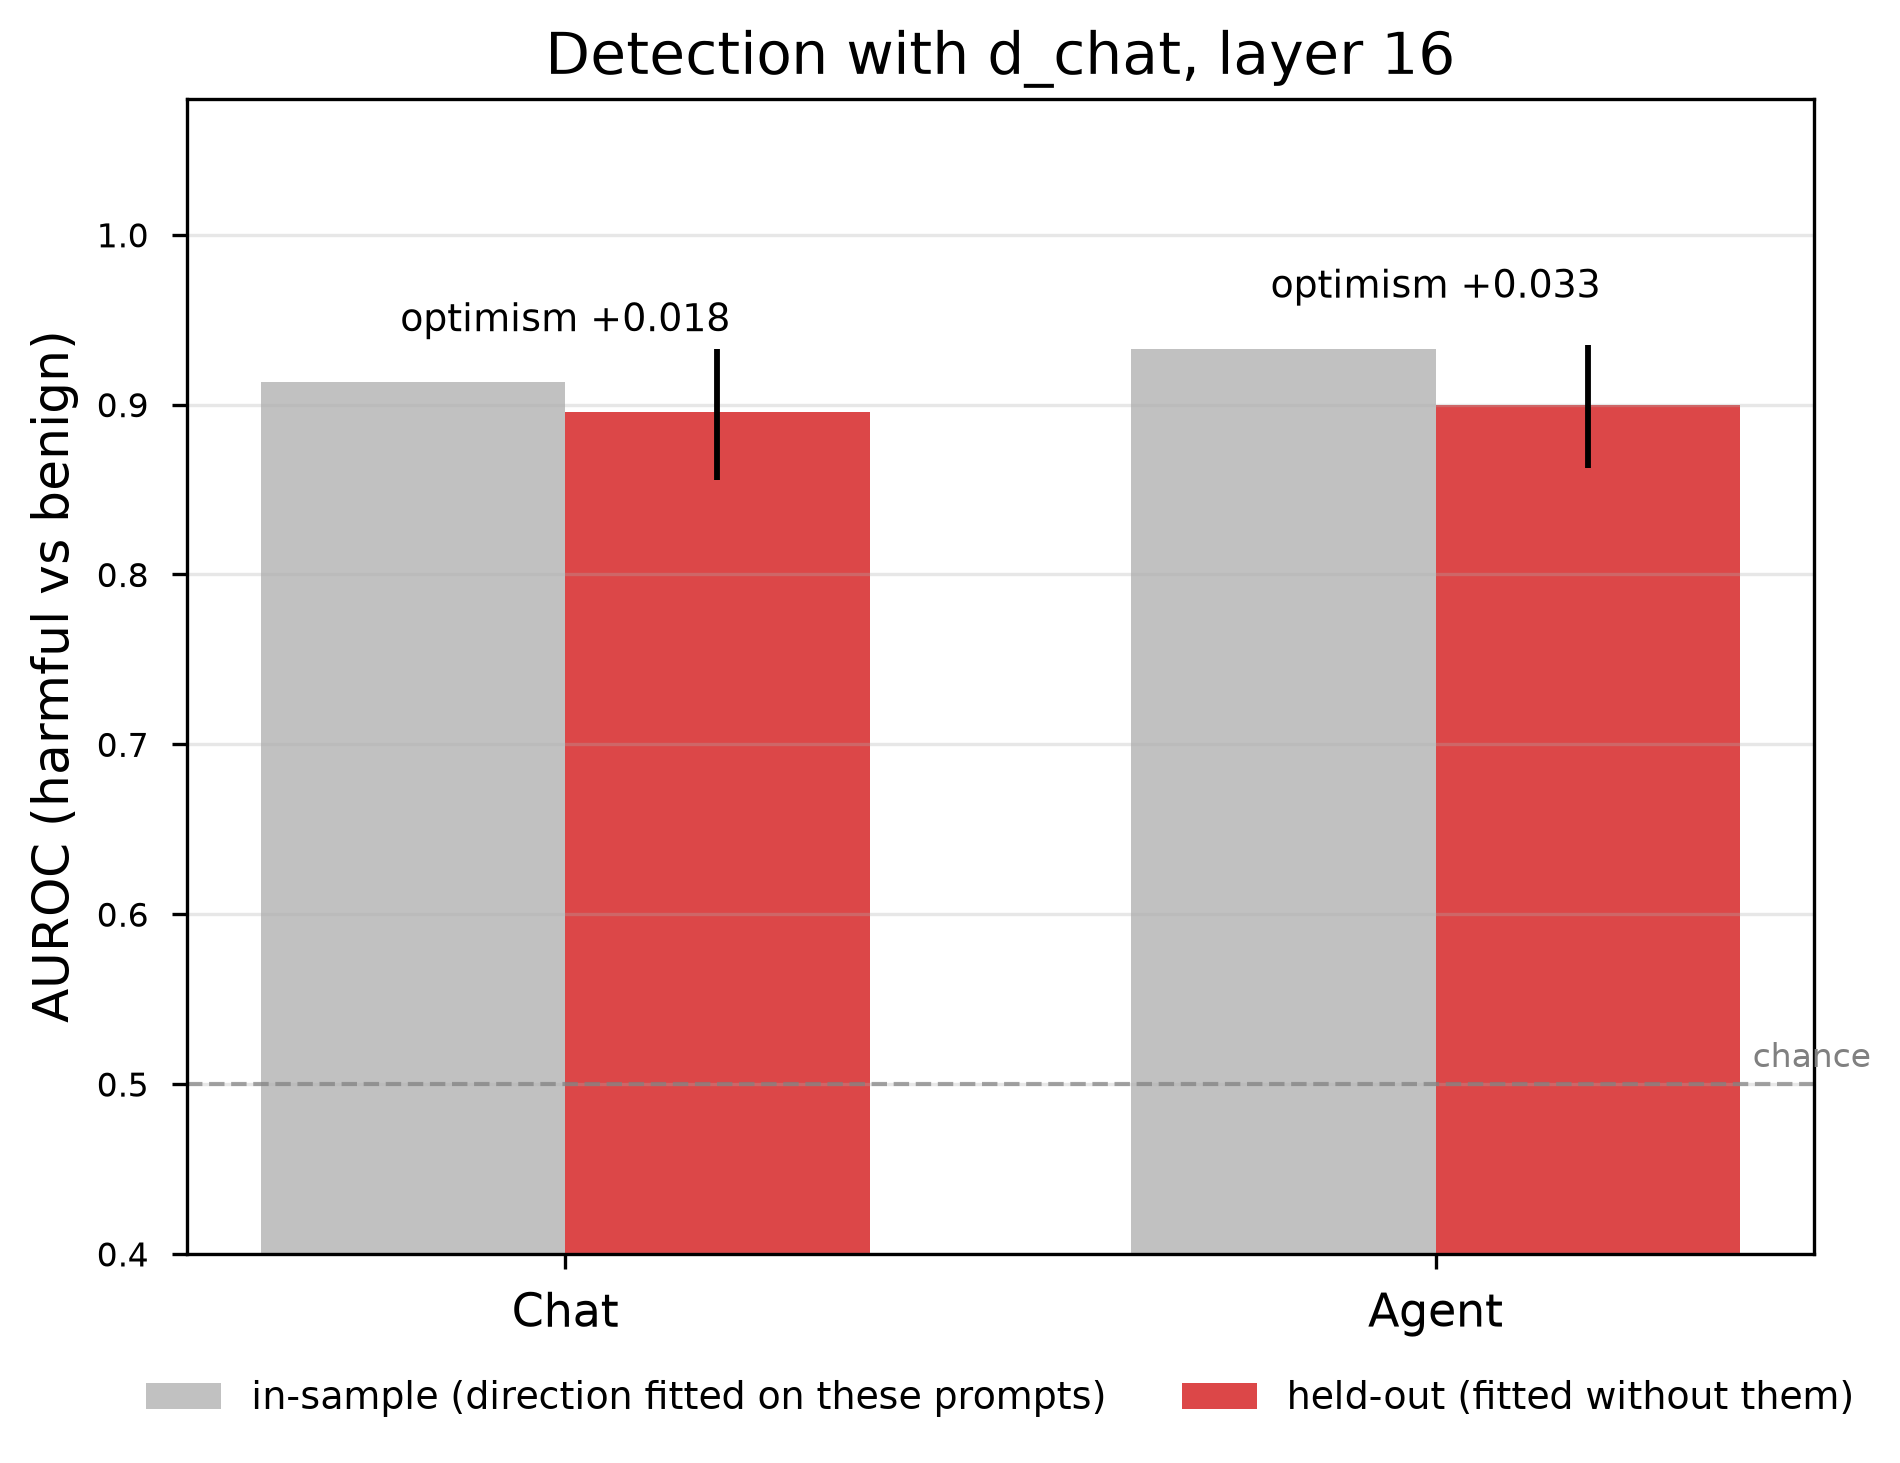 Detection with d_chat, layer 16
AUROC (harmful vs benign)
1.0
0.9
0.8
0.7
0.6
0.5
0.4
optimism +0.018
optimism +0.033
chance
Chat
Agent
in-sample (direction fitted on these prompts)
held-out (fitted without them)